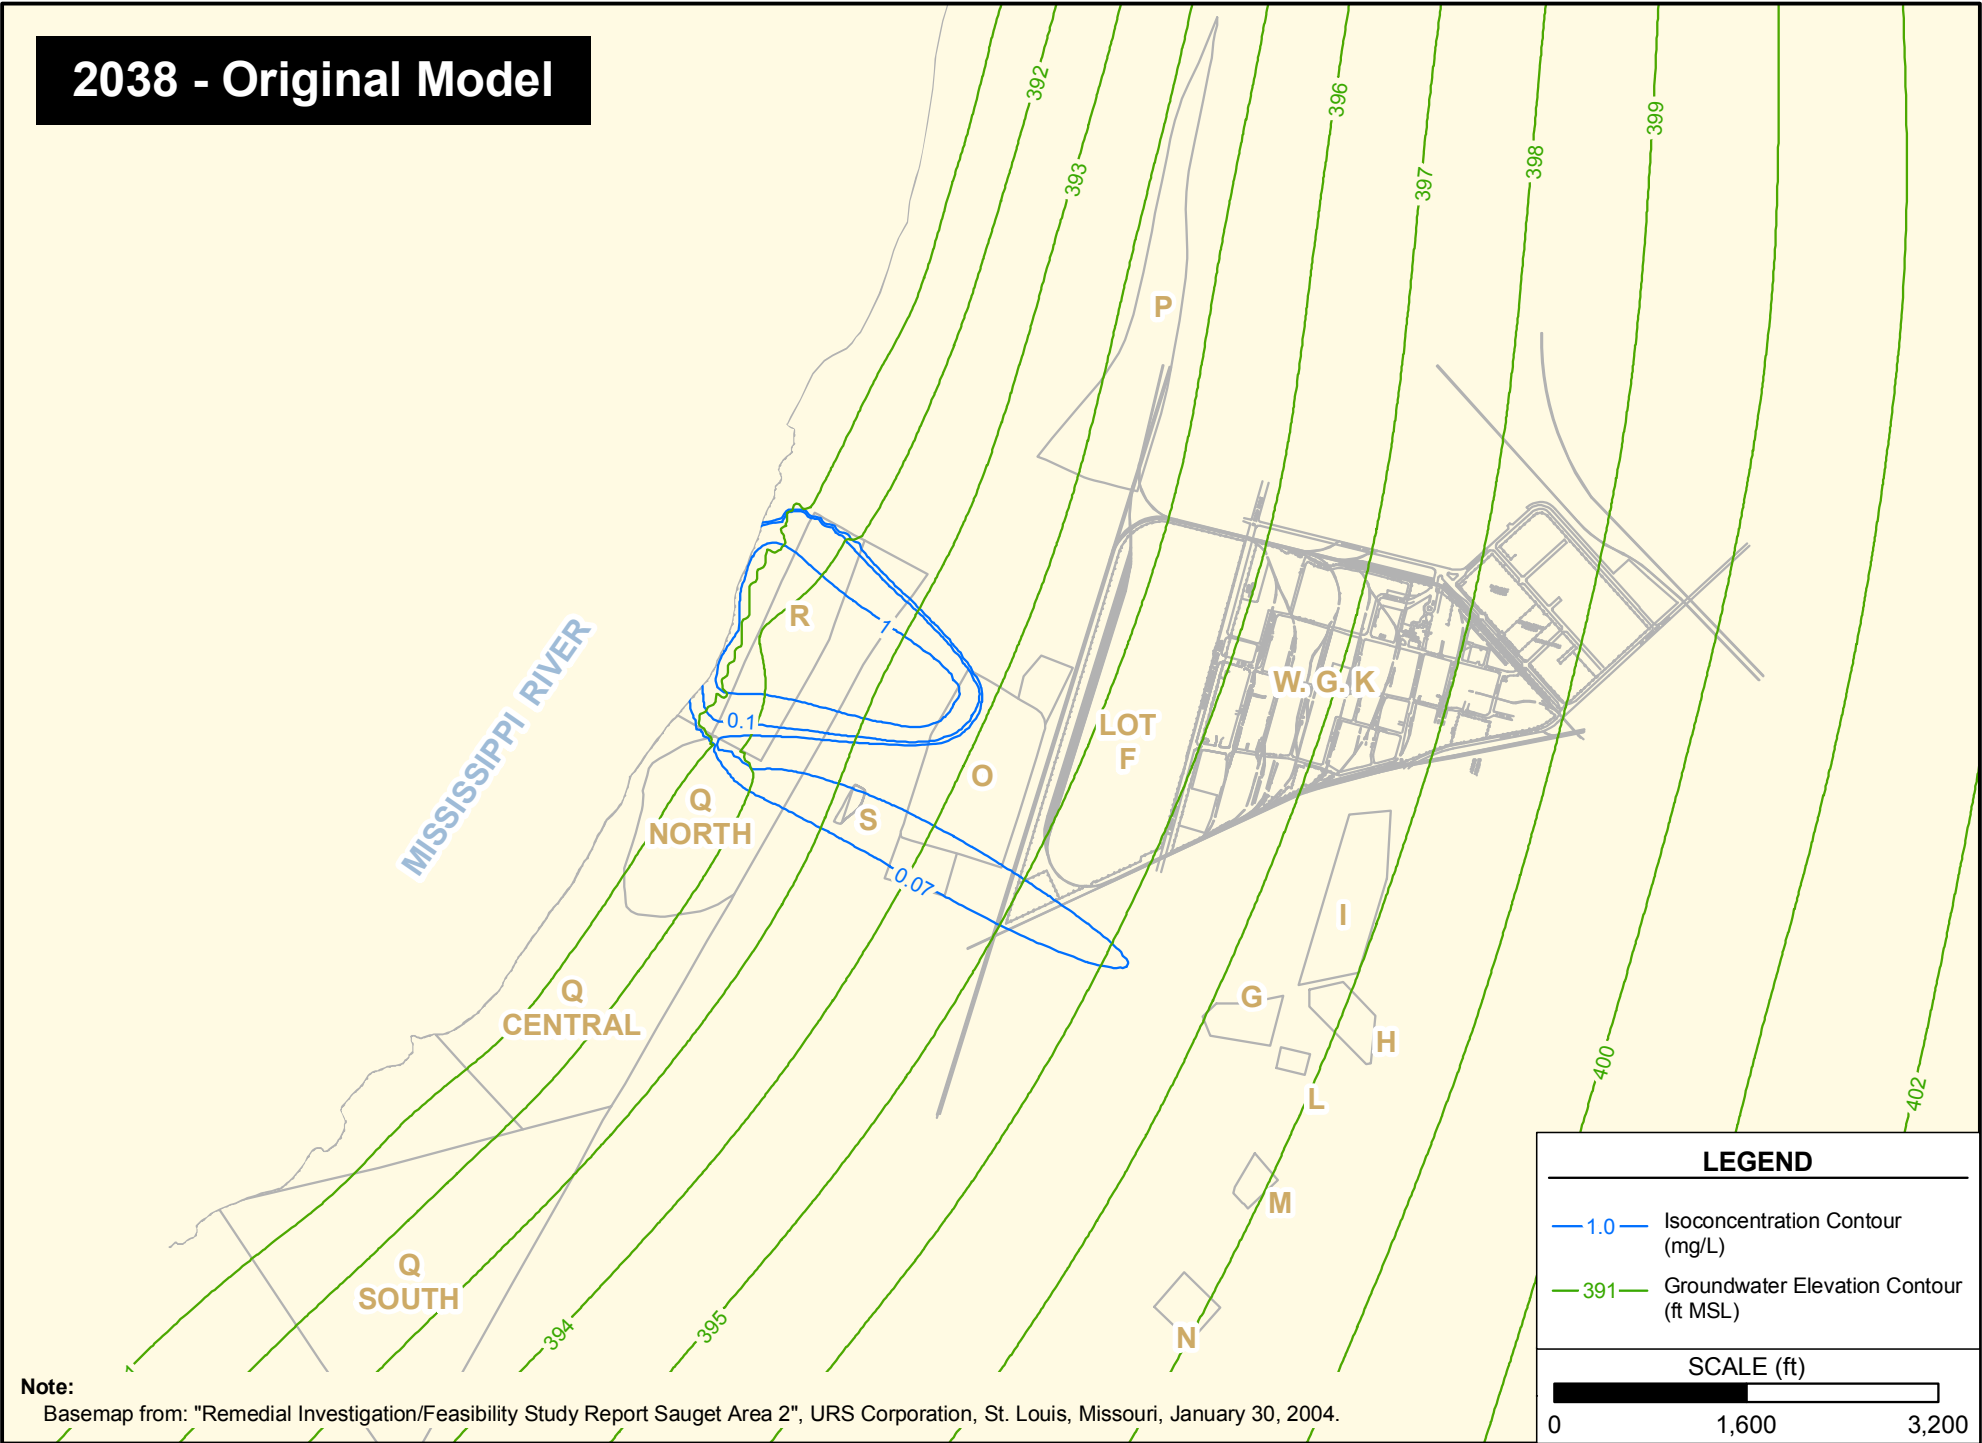 2038 - Original Model
392
393
396
397
398
399
P
R
1
0.1
MISSISSIPPI RIVER
W. G. K
LOT
F
O
S
Q
NORTH
0.07
I
Q
CENTRAL
G
H
L
400
402
M
N
Q
SOUTH
394
395
1
LEGEND
1.0 Isoconcentration Contour
(mg/L)
391 Groundwater Elevation Contour
(ft MSL)
SCALE (ft)
0 1,600 3,200
Note:
Basemap from: "Remedial Investigation/Feasibility Study Report Sauget Area 2", URS Corporation, St. Louis, Missouri, January 30, 2004.